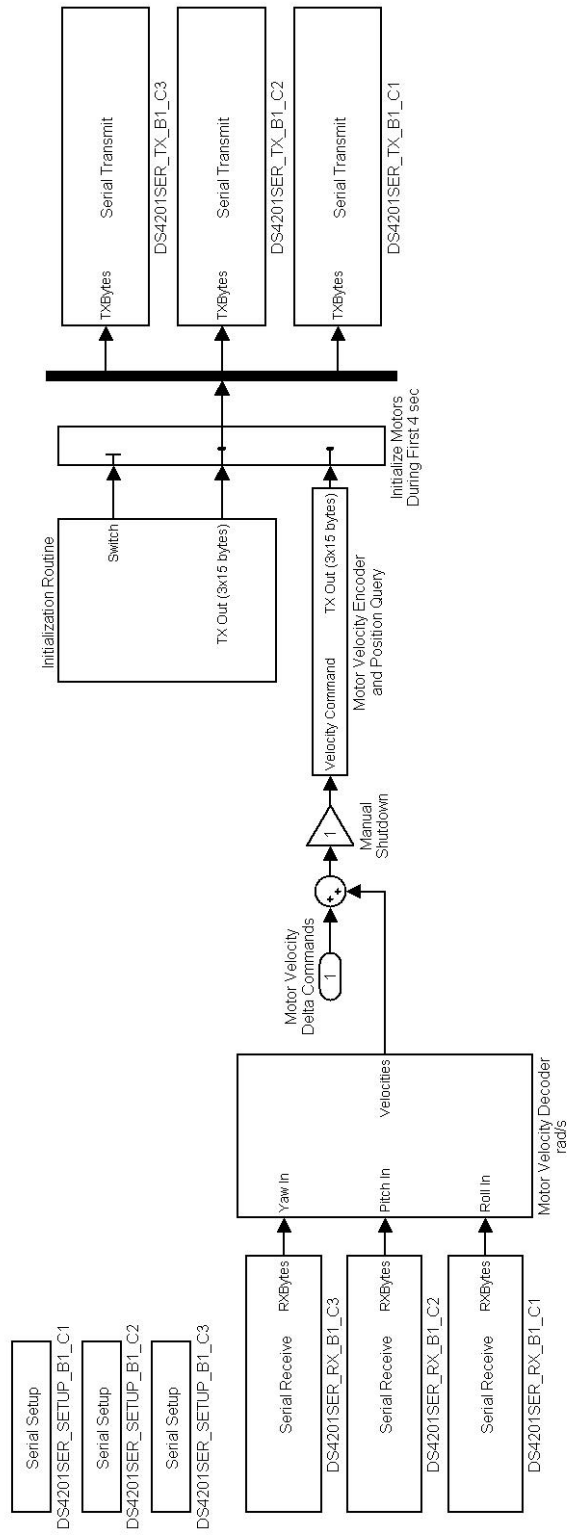 Serial Setup
DS4201SER_SETUP_B1_C1
Serial Setup
DS4201SER_SETUP_B1_C2
Serial Setup
DS4201SER_SETUP_B1_C3
Serial Receive
RXBytes
DS4201SER_RX_B1_C3
Serial Receive
RXBytes
DS4201SER_RX_B1_C2
Serial Receive
RXBytes
DS4201SER_RX_B1_C1
Yaw In
Pitch In
Roll In
Velocities
Motor Velocity Decoder
rad/s
Motor Velocity
Delta Commands
1
+
+
1
Manual
Shutdown
Velocity Command
TX Out (3x15 bytes)
Motor Velocity Encoder
and Position Query
Initialization Routine
Switch
TX Out (3x15 bytes)
Initialize Motors
During First 4 sec
TXBytes
Serial Transmit
DS4201SER_TX_B1_C3
TXBytes
Serial Transmit
DS4201SER_TX_B1_C2
TXBytes
Serial Transmit
DS4201SER_TX_B1_C1